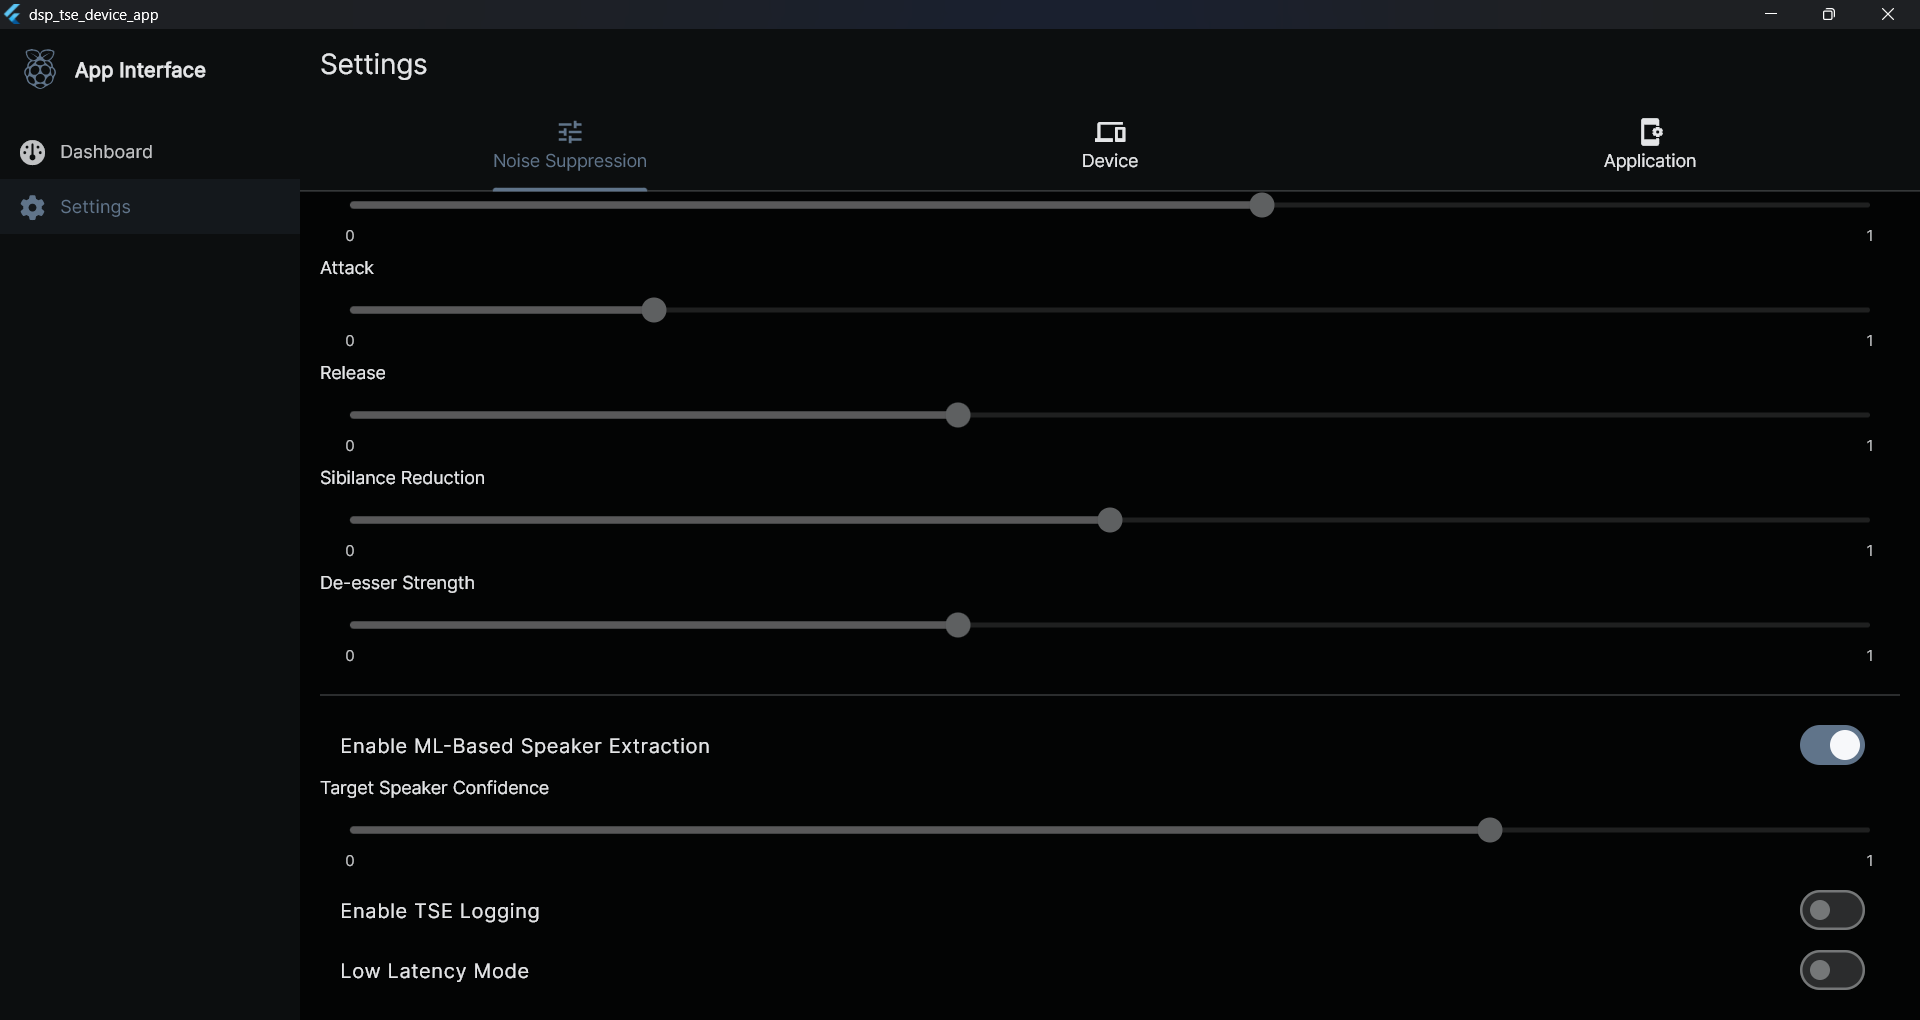 dsp_tse_device_app
App Interface
Settings
Dashboard
Settings
Noise Suppression
Device
Application
0 1
Attack
0 1
Release
0 1
Sibilance Reduction
0 1
De-esser Strength
0 1
Enable ML-Based Speaker Extraction
Target Speaker Confidence
0 1
Enable TSE Logging
Low Latency Mode